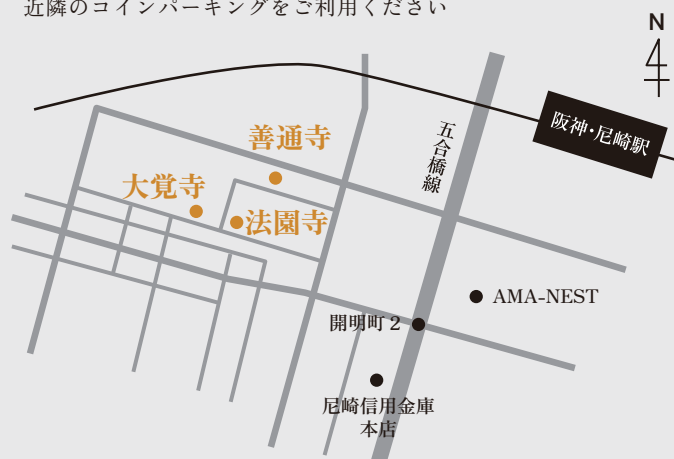 近隣のコインパーキングをご利用ください
N
阪神・尼崎駅
五合橋線
善通寺
大覚寺
法園寺
AMA-NEST
開明町 2
尼崎信用金庫
本店